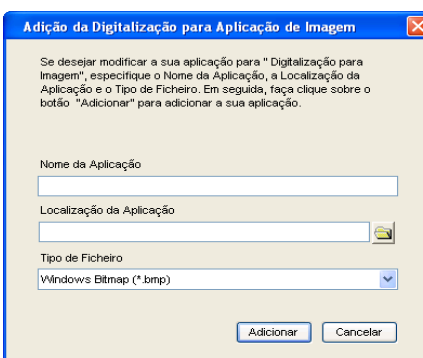 Adição da Digitalização para Aplicação de Imagem
Se desejar modificar a sua aplicação para " Digitalização para
Imagem", especifique o Nome da Aplicação, a Localização da
Aplicação e o Tipo de Ficheiro. Em seguida, faça clique sobre o
botão "Adicionar" para adicionar a sua aplicação.
Nome da Aplicação
Localização da Aplicação
Tipo de Ficheiro
Windows Bitmap (*.bmp)
Adicionar Cancelar